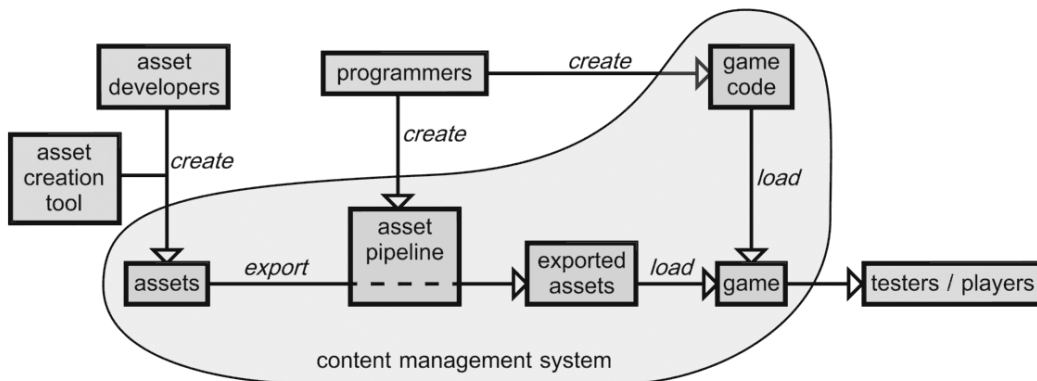 asset
developers
programmers
create
game
code
asset
creation
tool
create
create
load
asset
pipeline
assets
export
exported
assets
load
game
testers / players
content management system